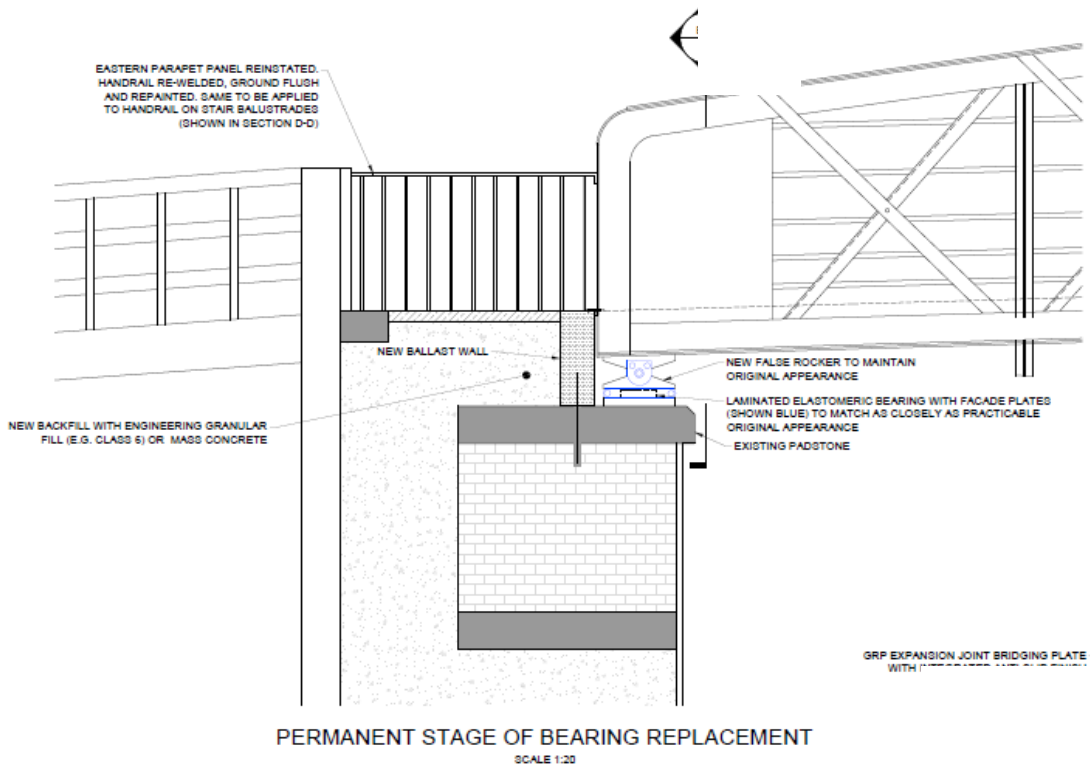 EASTERN PARAPET PANEL REINSTATED.
HANDRAIL RE-WELDED, GROUND FLUSH
AND REPAINTED. SAME TO BE APPLIED
TO HANDRAIL ON STAIR BALUSTRADES
(SHOWN IN SECTION D-D)
NEW BALLAST WALL
NEW FALSE ROCKER TO MAINTAIN
ORIGINAL APPEARANCE
LAMINATED ELASTOMERIC BEARING WITH FACADE PLATES
(SHOWN BLUE) TO MATCH AS CLOSELY AS PRACTICABLE
ORIGINAL APPEARANCE
NEW BACKFILL WITH ENGINEERING GRANULAR
FILL (E.G. CLASS 6) OR MASS CONCRETE
EXISTING PADSTONE
GRP EXPANSION JOINT BRIDGING PLATE
WITH
PERMANENT STAGE OF BEARING REPLACEMENT
SCALE 1:20